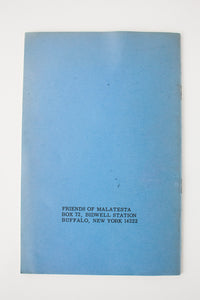 FRIENDS OF MALATESTA
BOX 72, BIDWELL STATION
BUFFALO, NEW YORK 14222